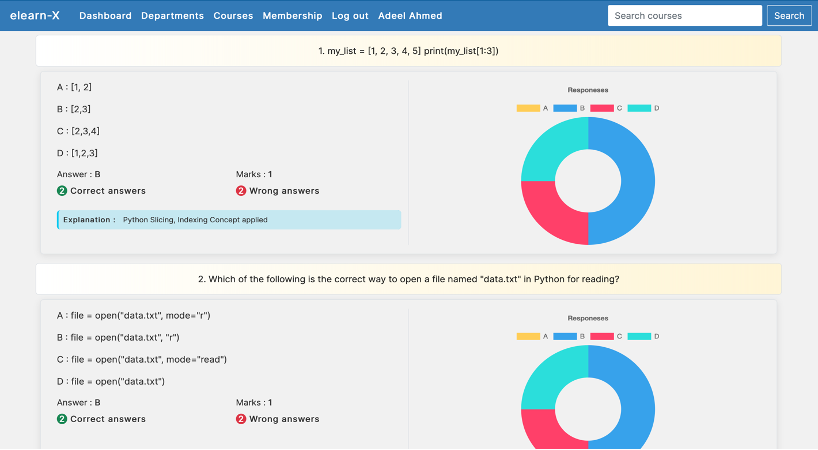 elearn-X Dashboard Departments Courses Membership Log out Adeel Ahmed Search courses Search
1. my_list = [1, 2, 3, 4, 5] print(my_list[1:3])
A : [1, 2]
B : [2,3]
C : [2,3,4]
D : [1,2,3]
Answer : B Marks : 1
2 Correct answers 2 Wrong answers
Explanation : Python Slicing, Indexing Concept applied
Responeses
A B C D
2. Which of the following is the correct way to open a file named "data.txt" in Python for reading?
A : file = open("data.txt", mode="r")
B : file = open("data.txt", "r")
C : file = open("data.txt", mode="read")
D : file = open("data.txt")
Answer : B Marks : 1
2 Correct answers 2 Wrong answers
Responeses
A B C D